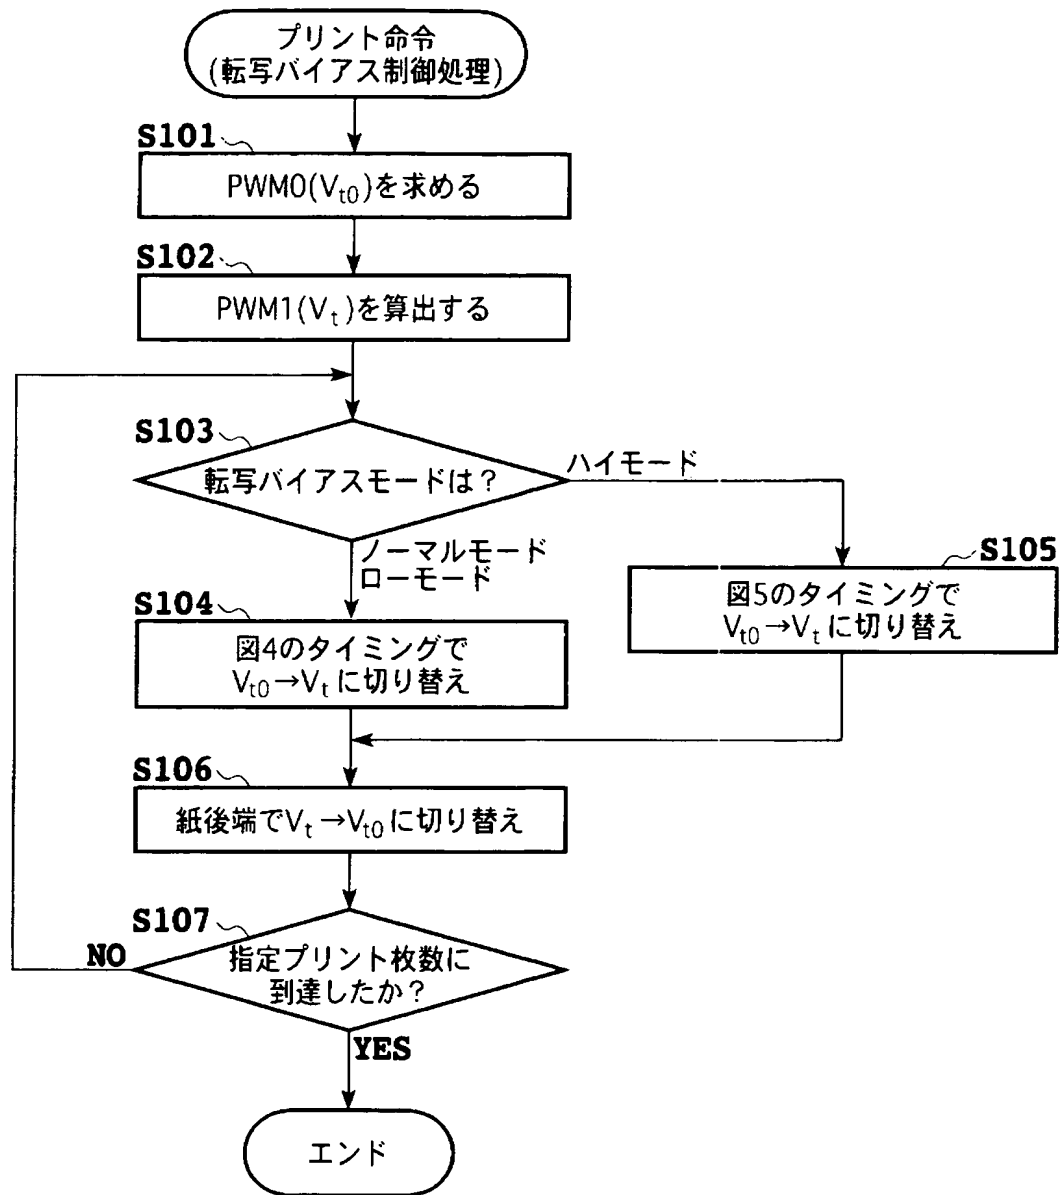 プリント命令
(転写バイアス制御処理)
S101
PWM0(Vt0)を求める
S102
PWM1(Vt)を算出する
S103
転写バイアスモードは？
ハイモード
ノーマルモード
ローモード
S104
図4のタイミングで
Vt0→Vtに切り替え
S105
図5のタイミングで
Vt0→Vtに切り替え
S106
紙後端でVt→Vt0に切り替え
S107
指定プリント枚数に
到達したか？
NO
YES
エンド